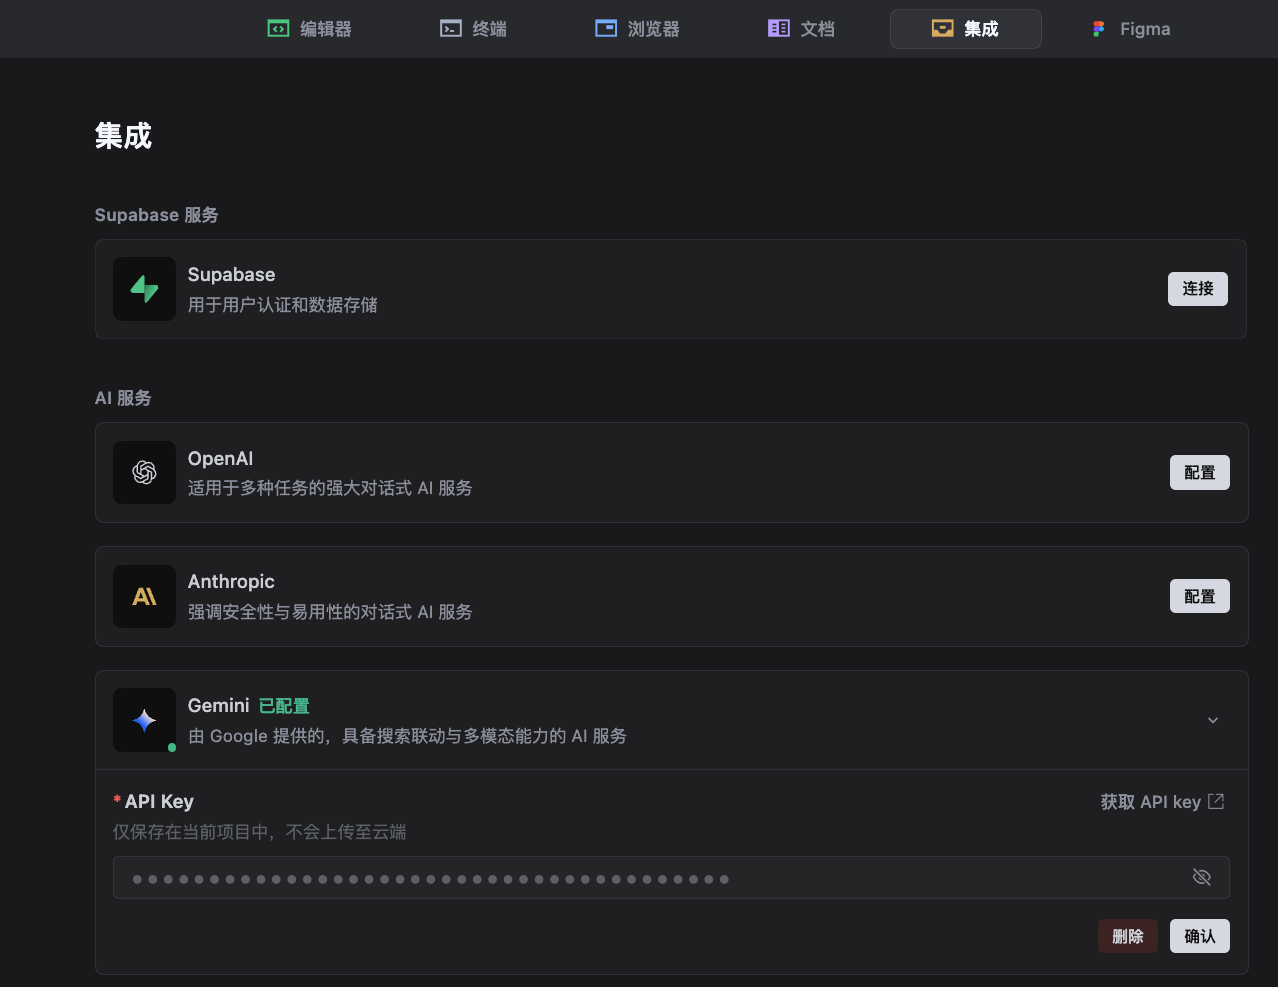 编辑器 终端 浏览器 文档 集成 Figma
集成
Supabase 服务
Supabase
用于用户认证和数据存储
连接
AI 服务
OpenAI
适用于多种任务的强大对话式 AI 服务
配置
Anthropic
强调安全性与易用性的对话式 AI 服务
配置
Gemini 已配置
由 Google 提供的，具备搜索联动与多模态能力的 AI 服务
* API Key
获取 API key
仅保存在当前项目中，不会上传至云端
删除 确认